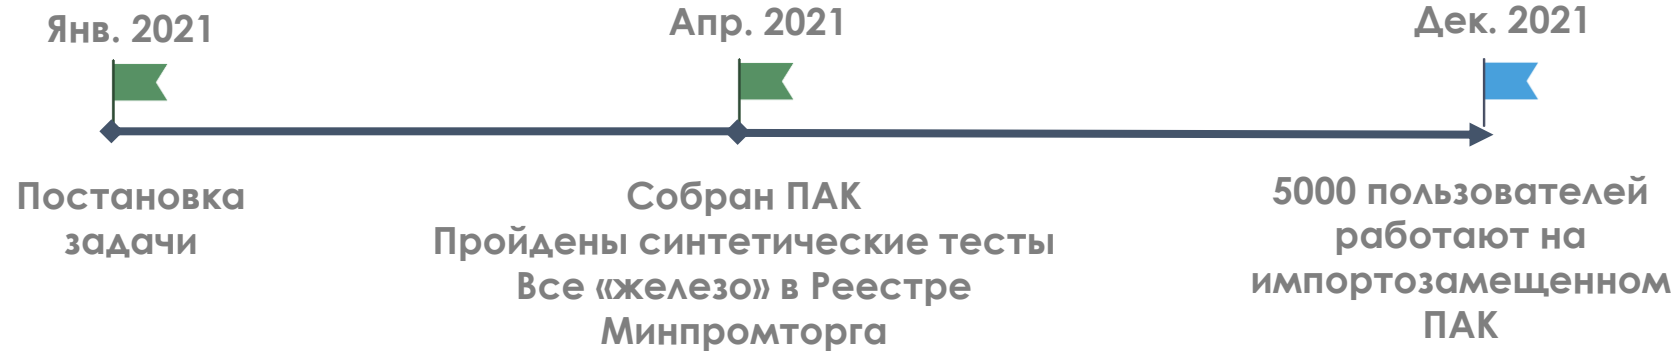 Янв. 2021
Апр. 2021
Дек. 2021
Постановка
задачи
Собран ПАК
Пройдены синтетические тесты
Все «железо» в Реестре
Минпромторга
5000 пользователей
работают на
импортозамещенном
ПАК